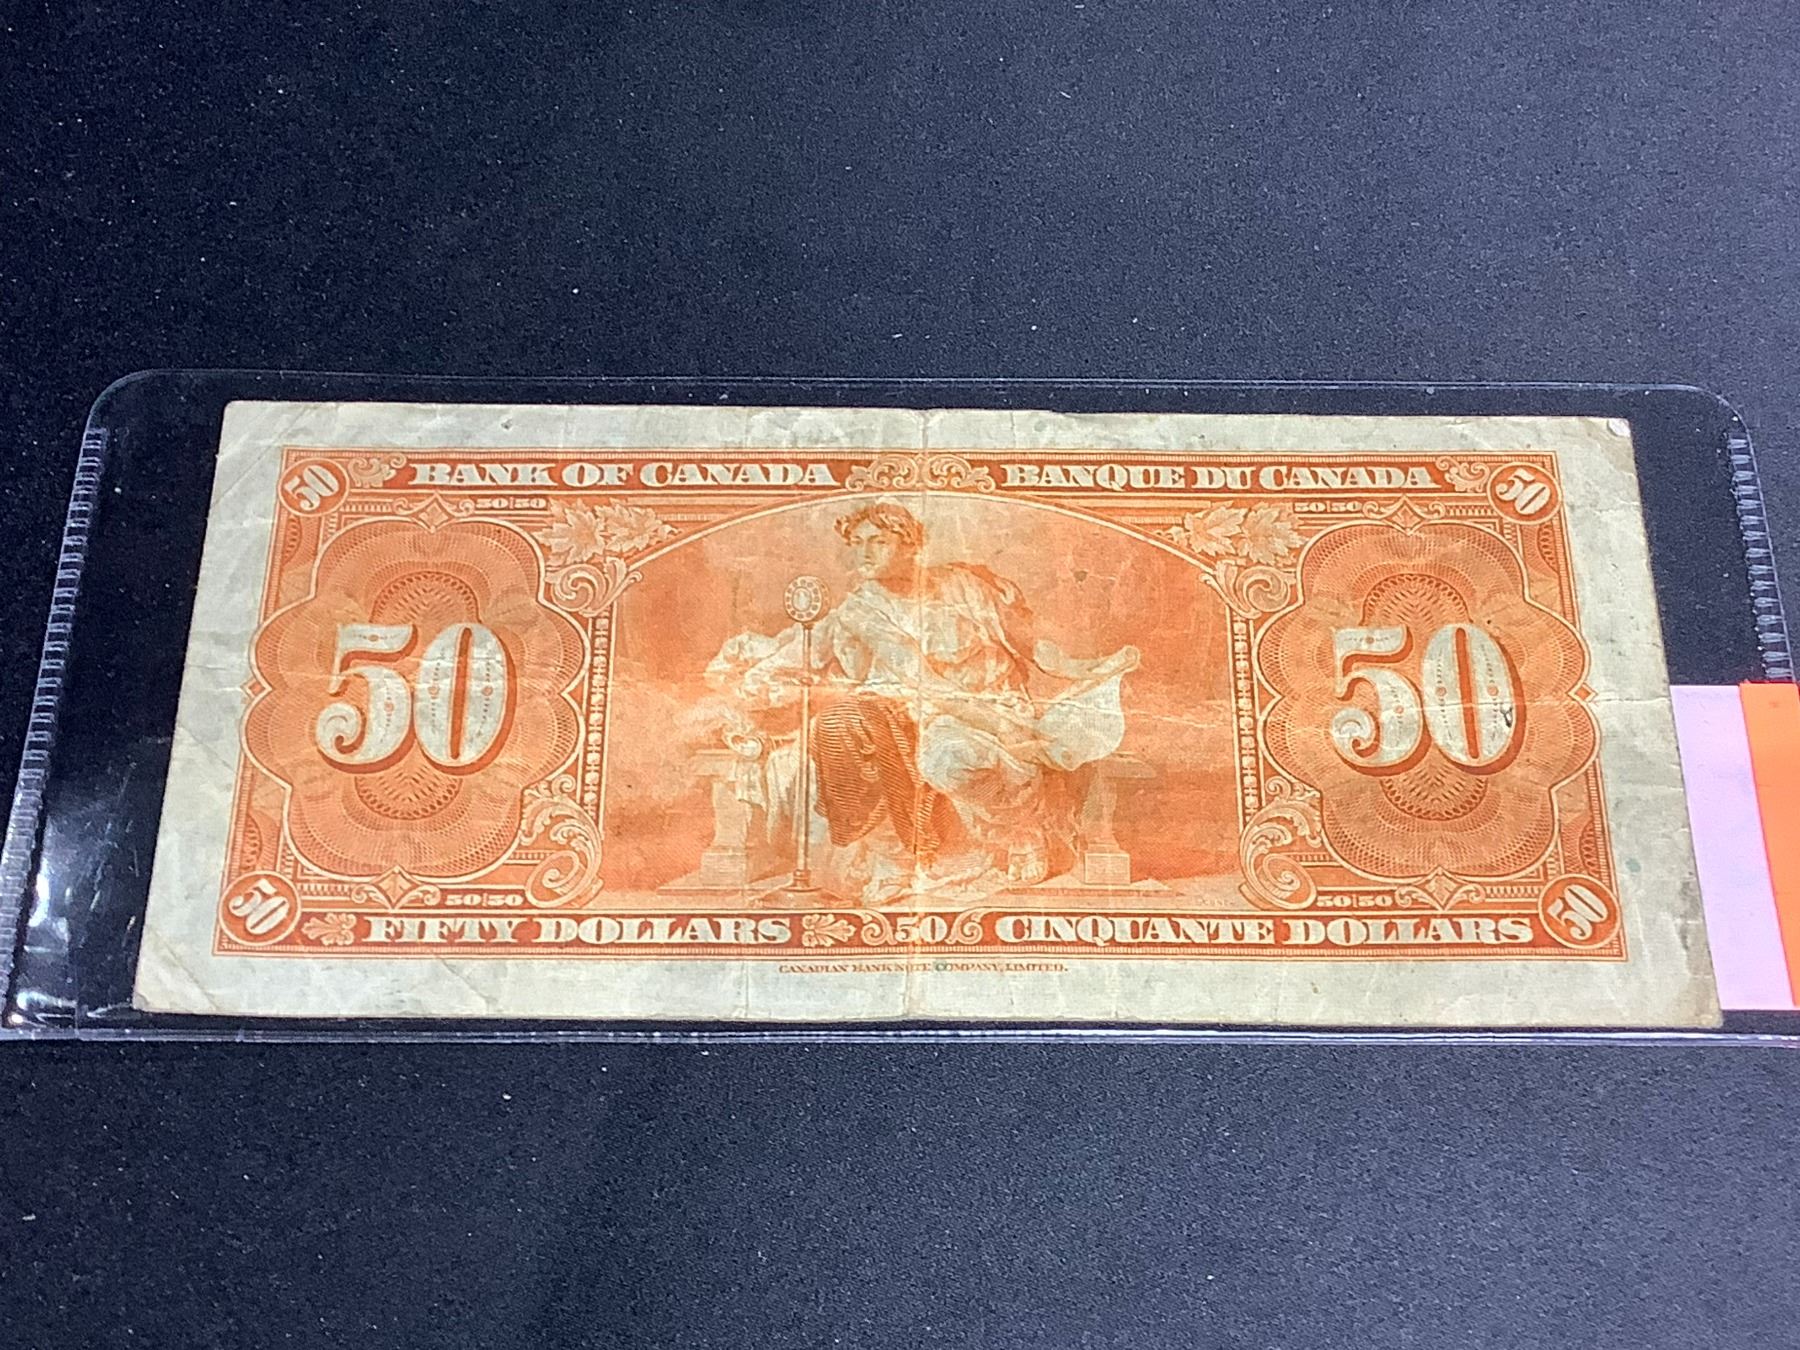 50 BANK OF CANADA BANQUE DU CANADA 50
50|50 50|50
50 50
50|50 50|50
50 FIFTY DOLLARS 50 CINQUANTE DOLLARS 50
CANADIAN BANK NOTE COMPANY, LIMITED.